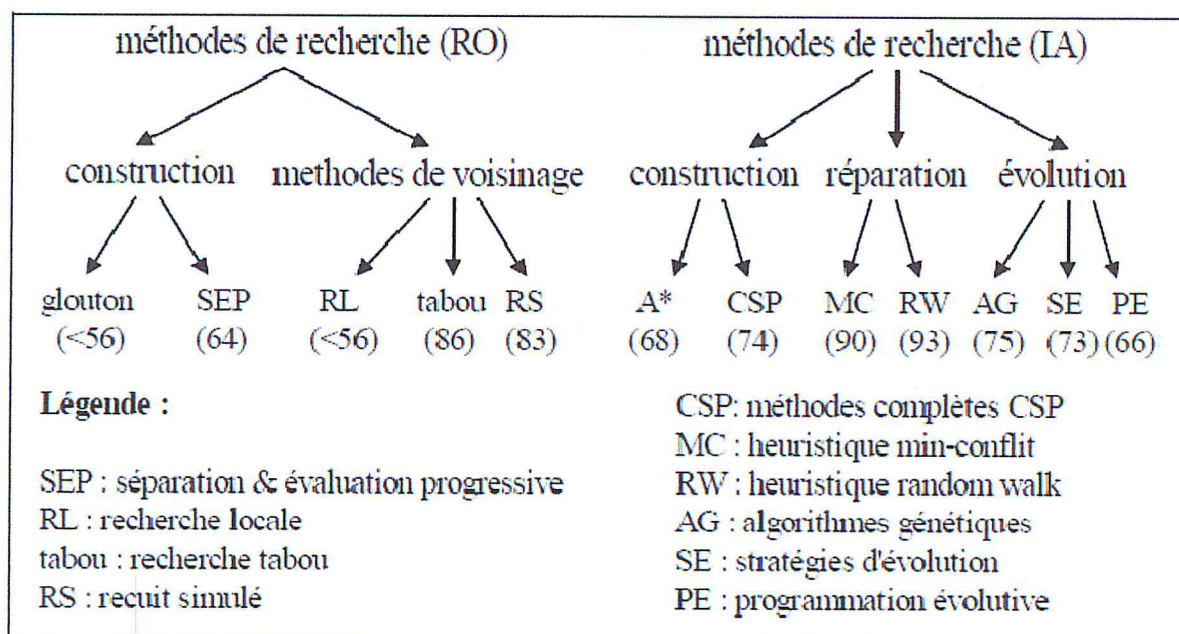 méthodes de recherche (RO) méthodes de recherche (IA)
construction methodes de voisinage construction réparation évolution
glouton SEP RL tabou RS A* CSP MC RW AG SE PE
(<56) (64) (<56) (86) (83) (68) (74) (90) (93) (75) (73) (66)
Légende :
SEP : séparation & évaluation progressive
RL : recherche locale
tabou : recherche tabou
RS : recuit simulé
CSP: méthodes complètes CSP
MC : heuristique min-conflit
RW : heuristique random walk
AG : algorithmes génétiques
SE : stratégies d'évolution
PE : programmation évolutive